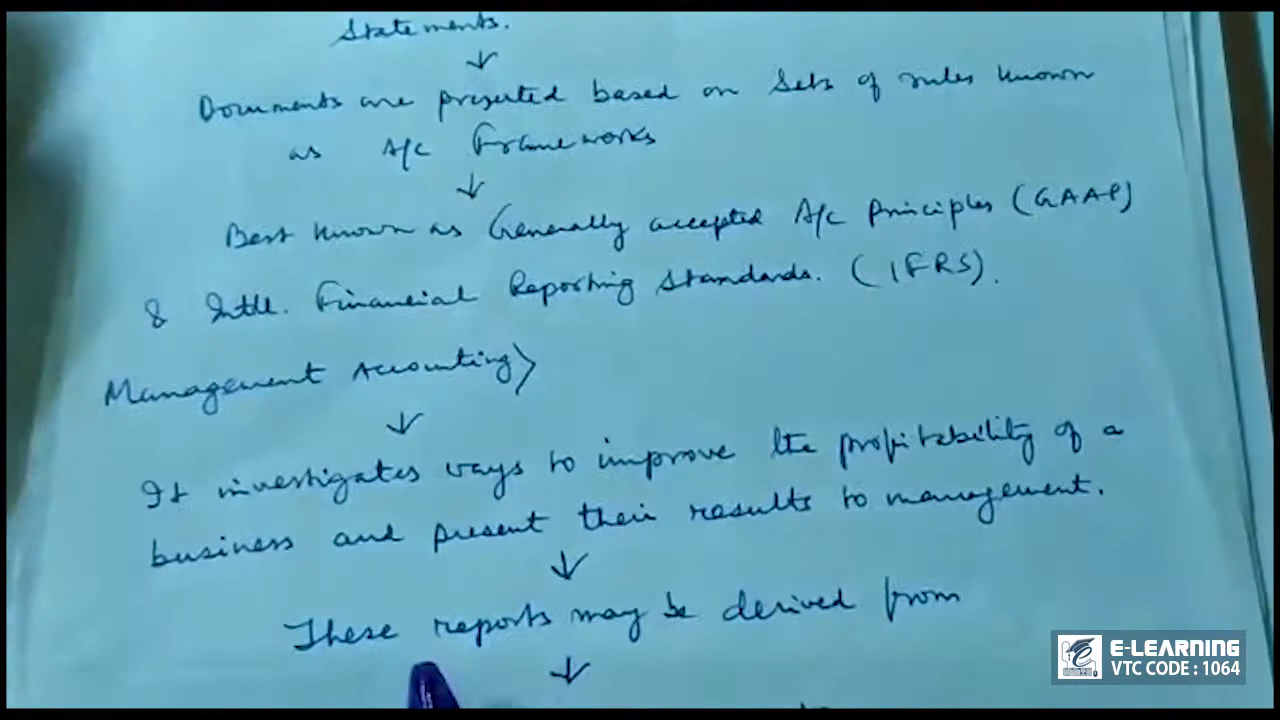 Statements.
↓
Documents are presented based on sets of rules known
as A/c Frameworks
↓
Best known as Generally accepted A/c Principles (GAAP)
& Intl. Financial Reporting Standards. (IFRS).
Management Accounting>
↓
It investigates ways to improve the profitability of a
business and present their results to management.
↓
These reports may be derived from
↓
E-LEARNING
VTC CODE : 1064